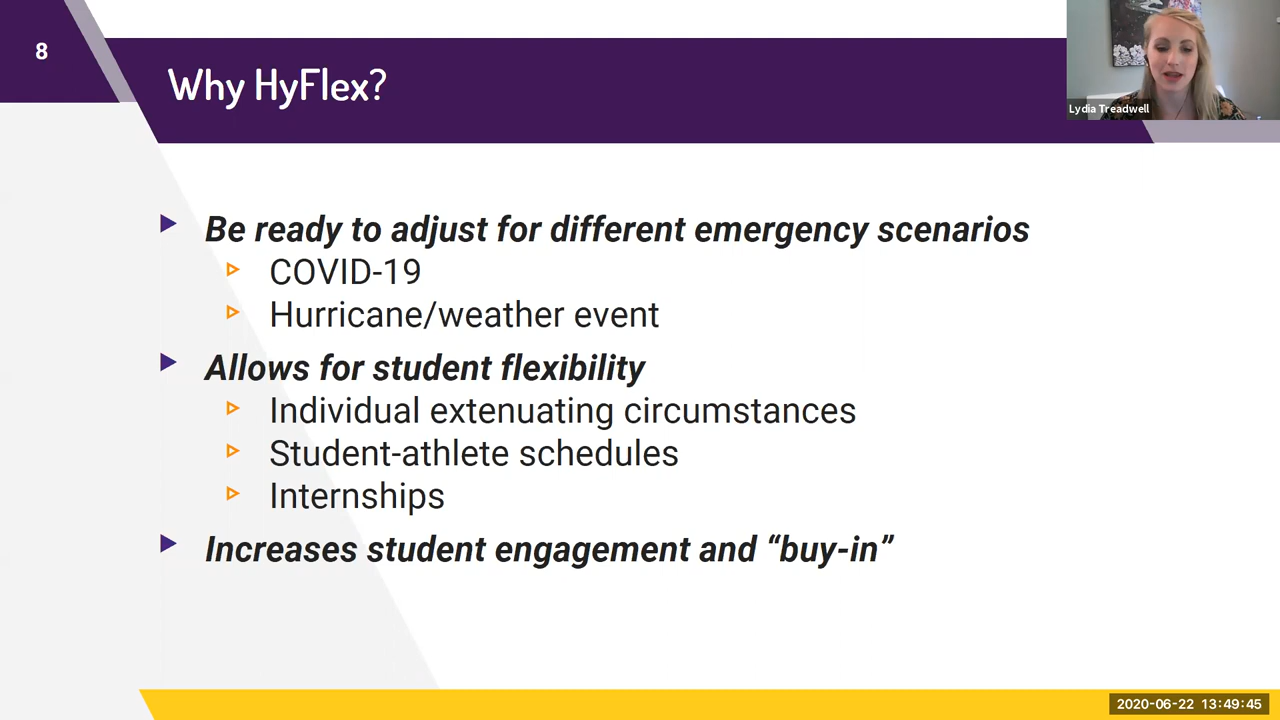 8
Why HyFlex?
Lydia Treadwell
Be ready to adjust for different emergency scenarios
COVID-19
Hurricane/weather event
Allows for student flexibility
Individual extenuating circumstances
Student-athlete schedules
Internships
Increases student engagement and “buy-in”
2020-06-22 13:49:45